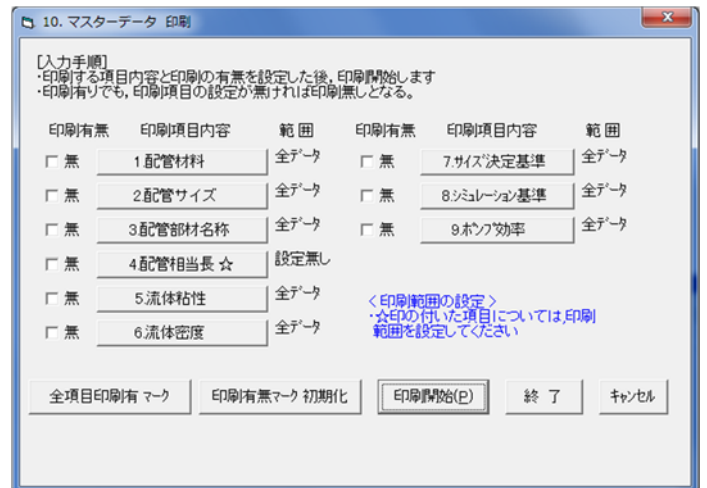 10. マスターデータ 印刷
[入力手順]
・印刷する項目内容と印刷の有無を設定した後, 印刷開始します
・印刷有りでも, 印刷項目の設定が無ければ印刷無しとなる。
印刷有無 印刷項目内容 範囲 印刷有無 印刷項目内容 範囲
無 1.配管材料 全データ 無 7.サイズ決定基準 全データ
無 2.配管サイズ 全データ 無 8.シミュレーション基準 全データ
無 3.配管部材名称 全データ 無 9.ポンプ効率 全データ
無 4.配管相当長 ☆ 設定無し
無 5.流体粘性 全データ
無 6.流体密度 全データ
<印刷範囲の設定>
・☆印の付いた項目については,印刷
範囲を設定してください
全項目印刷有 マーク 印刷有無マーク 初期化 印刷開始(P) 終 了 キャンセル